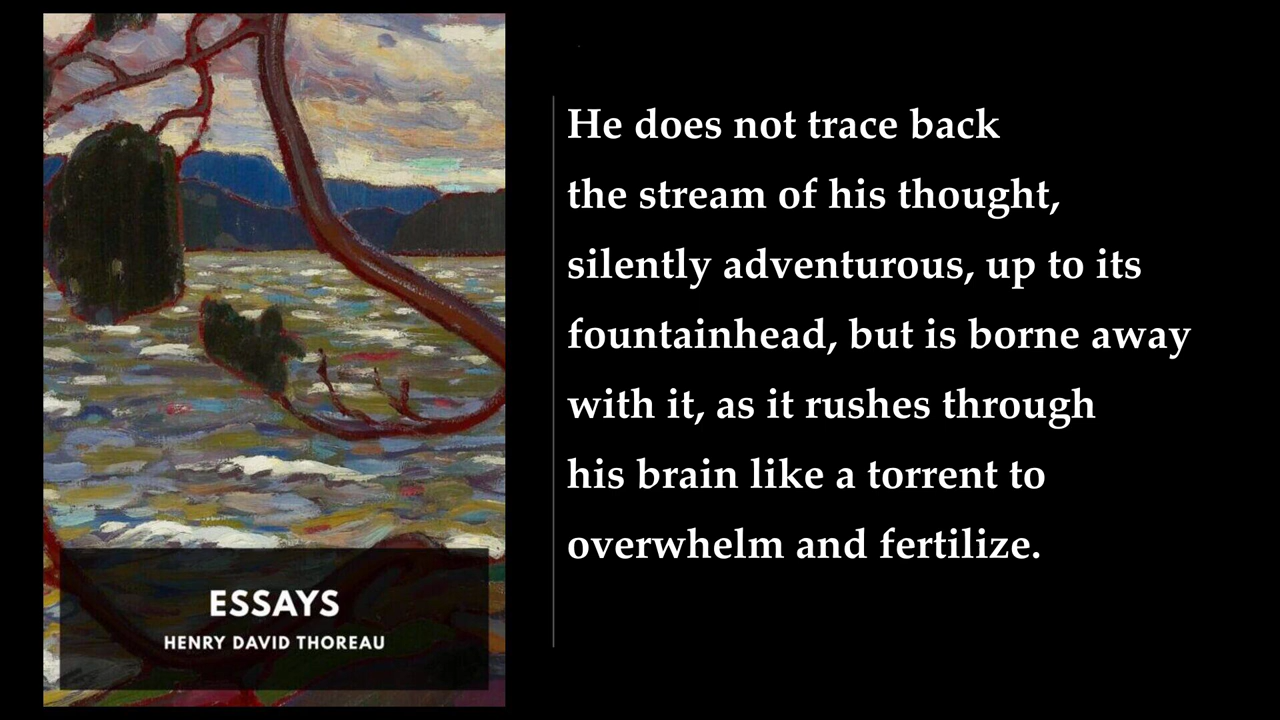 ESSAYS
HENRY DAVID THOREAU
He does not trace back
the stream of his thought,
silently adventurous, up to its
fountainhead, but is borne away
with it, as it rushes through
his brain like a torrent to
overwhelm and fertilize.